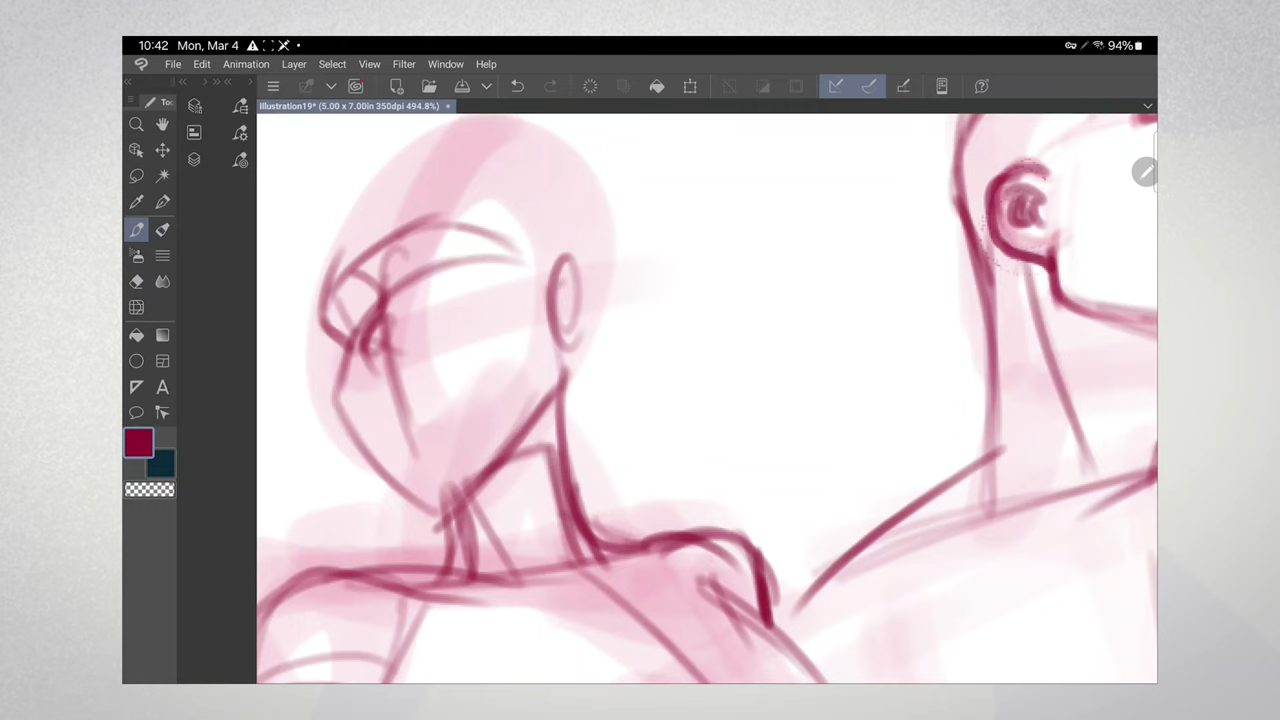 10:42 Mon, Mar 4
94%
File Edit Animation Layer Select View Filter Window Help
Illustration19* (5.00 x 7.00in 350dpi 494.8%)
Toc
A